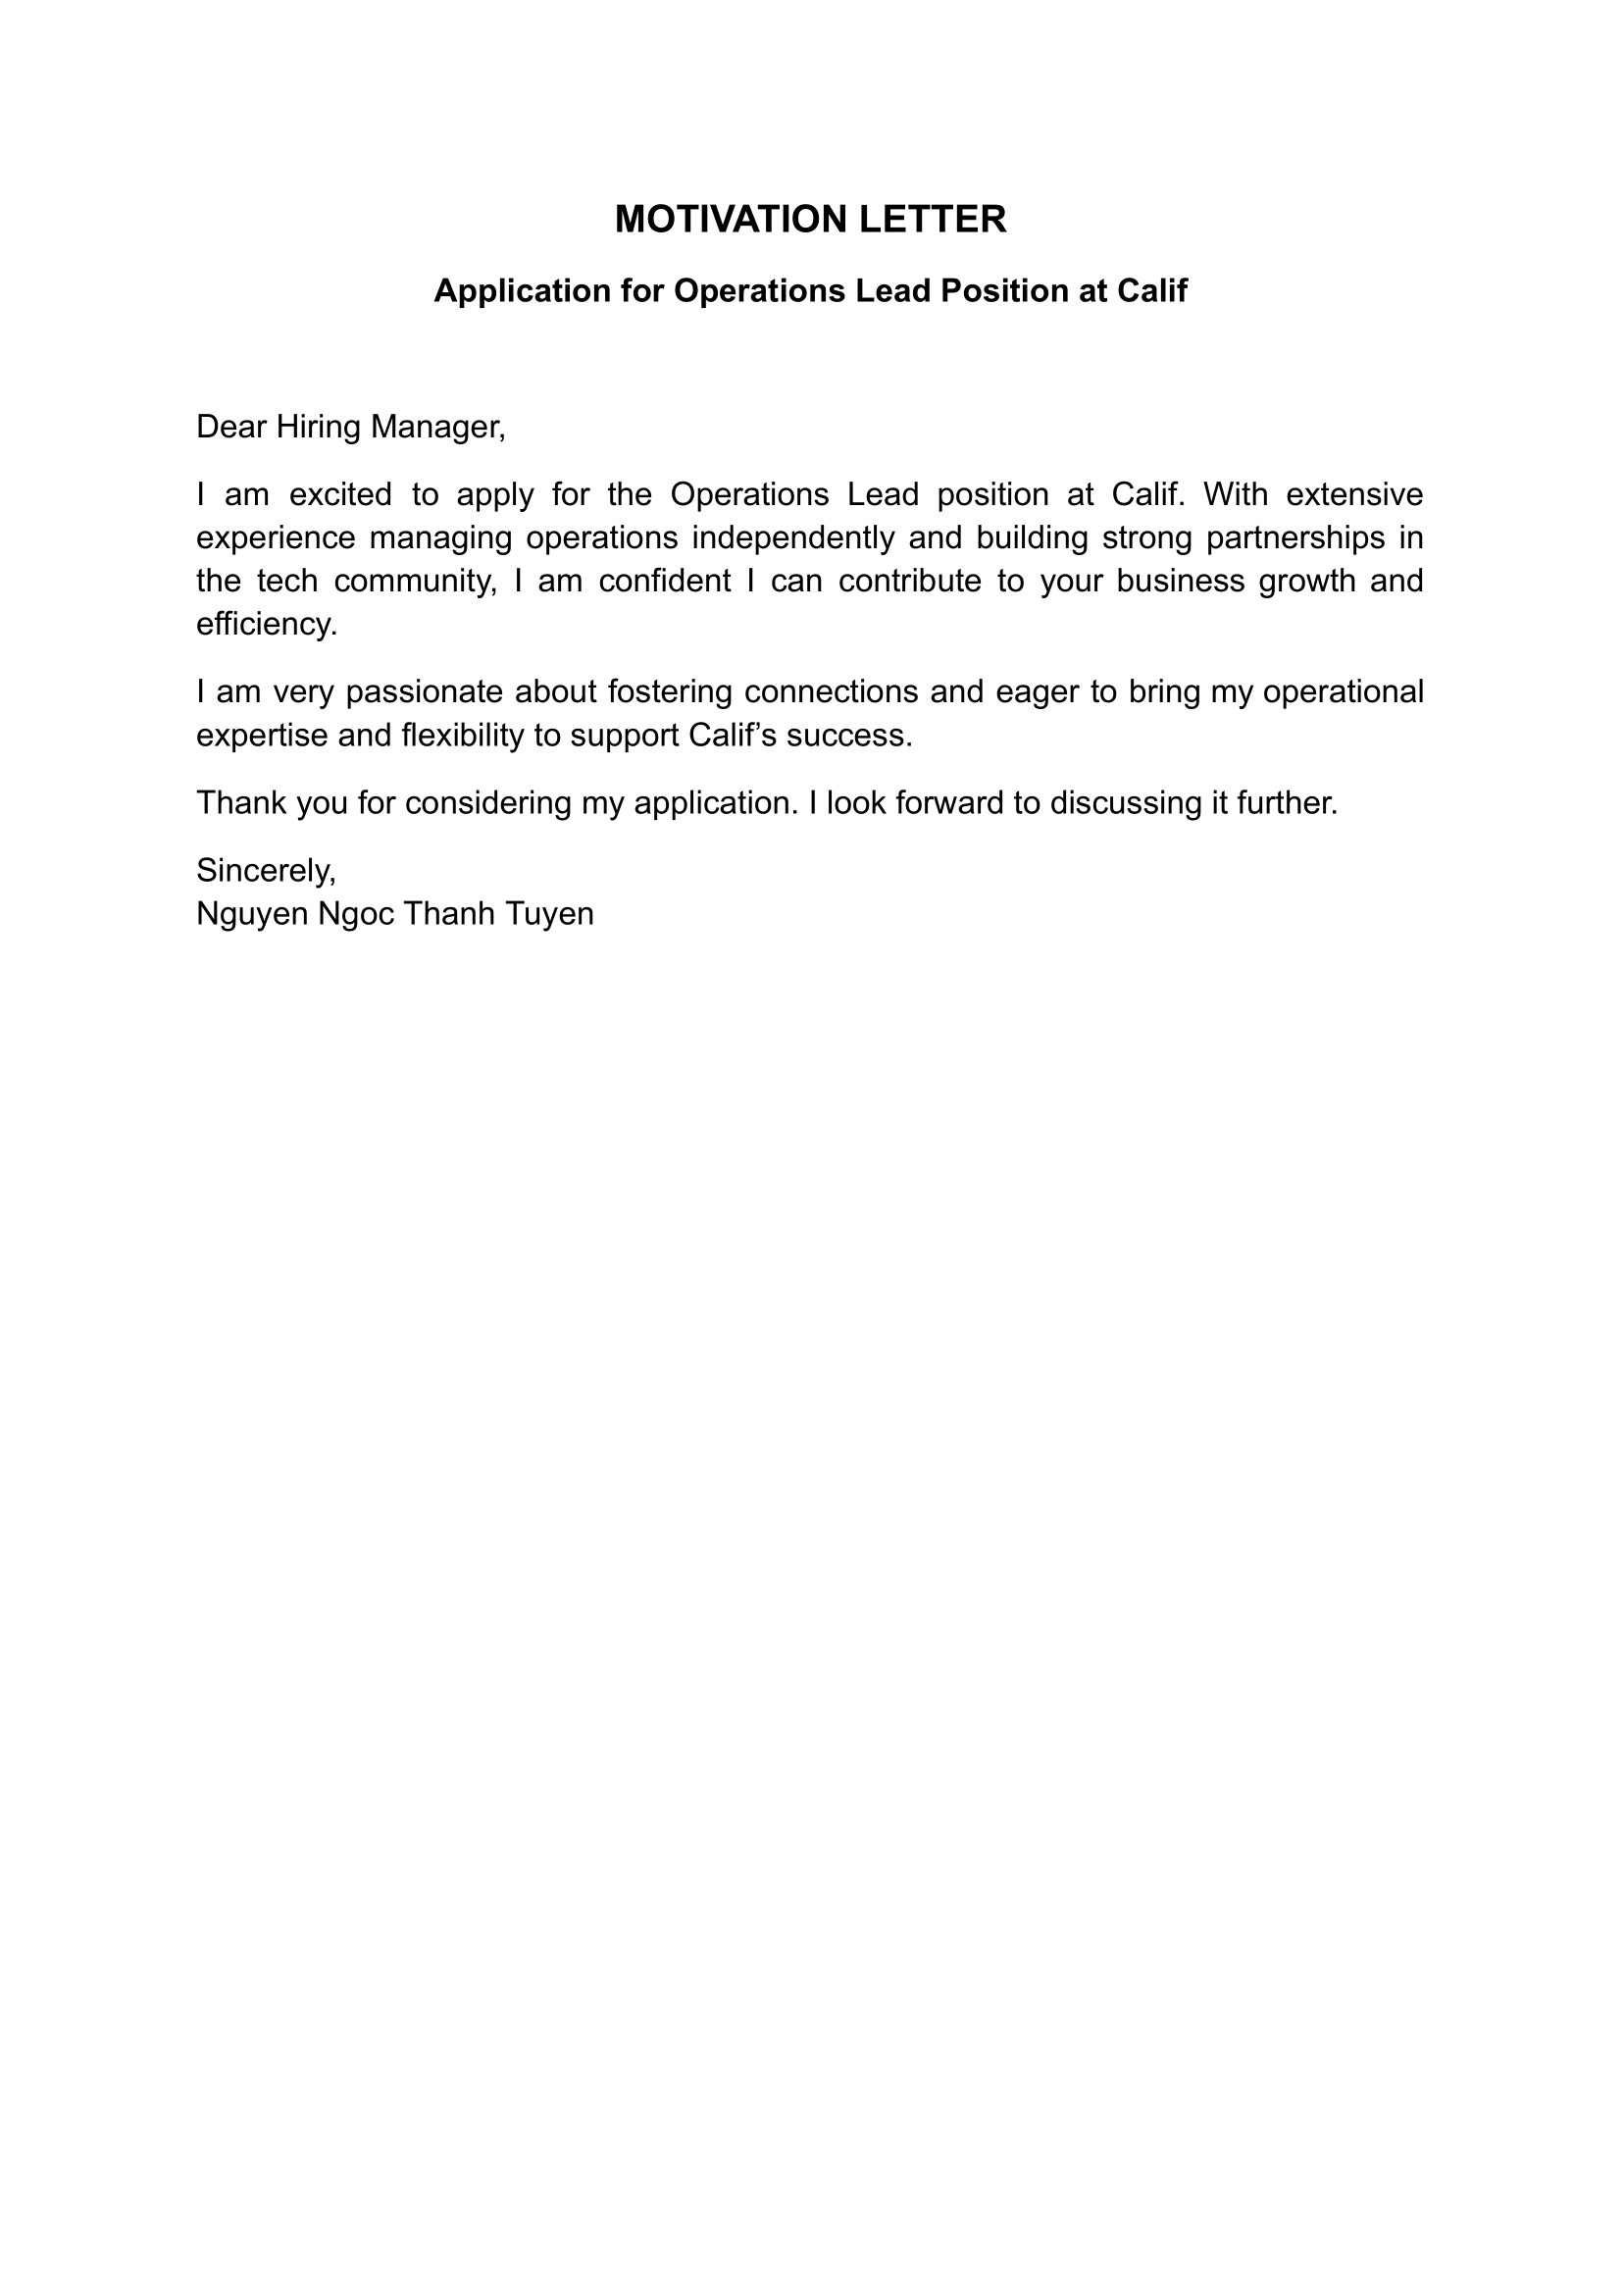 MOTIVATION LETTER
Application for Operations Lead Position at Calif
Dear Hiring Manager,
I am excited to apply for the Operations Lead position at Calif. With extensive
experience managing operations independently and building strong partnerships in
the tech community, I am confident I can contribute to your business growth and
efficiency.
I am very passionate about fostering connections and eager to bring my operational
expertise and flexibility to support Calif’s success.
Thank you for considering my application. I look forward to discussing it further.
Sincerely,
Nguyen Ngoc Thanh Tuyen